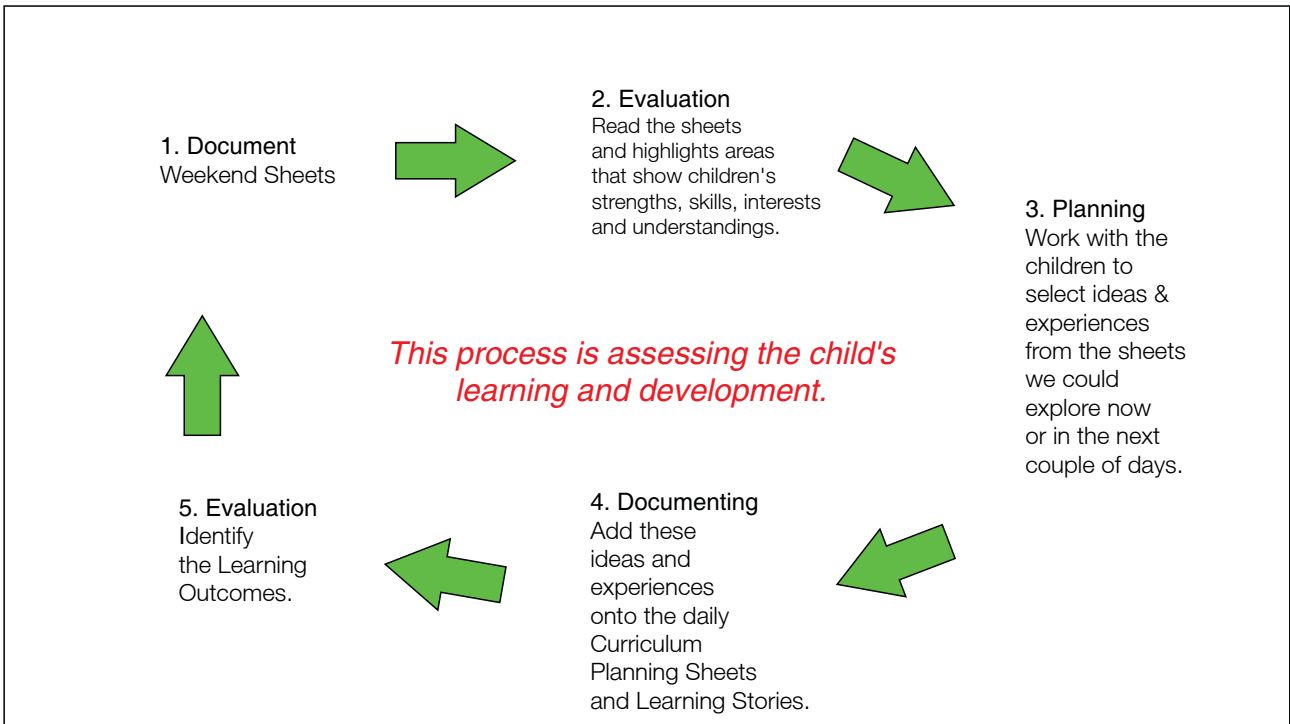 1. Document
Weekend Sheets
2. Evaluation
Read the sheets
and highlights areas
that show children's
strengths, skills, interests
and understandings.
3. Planning
Work with the
children to
select ideas &
experiences
from the sheets
we could
explore now
or in the next
couple of days.
This process is assessing the child's
learning and development.
4. Documenting
Add these
ideas and
experiences
onto the daily
Curriculum
Planning Sheets
and Learning Stories.
5. Evaluation
Identify
the Learning
Outcomes.